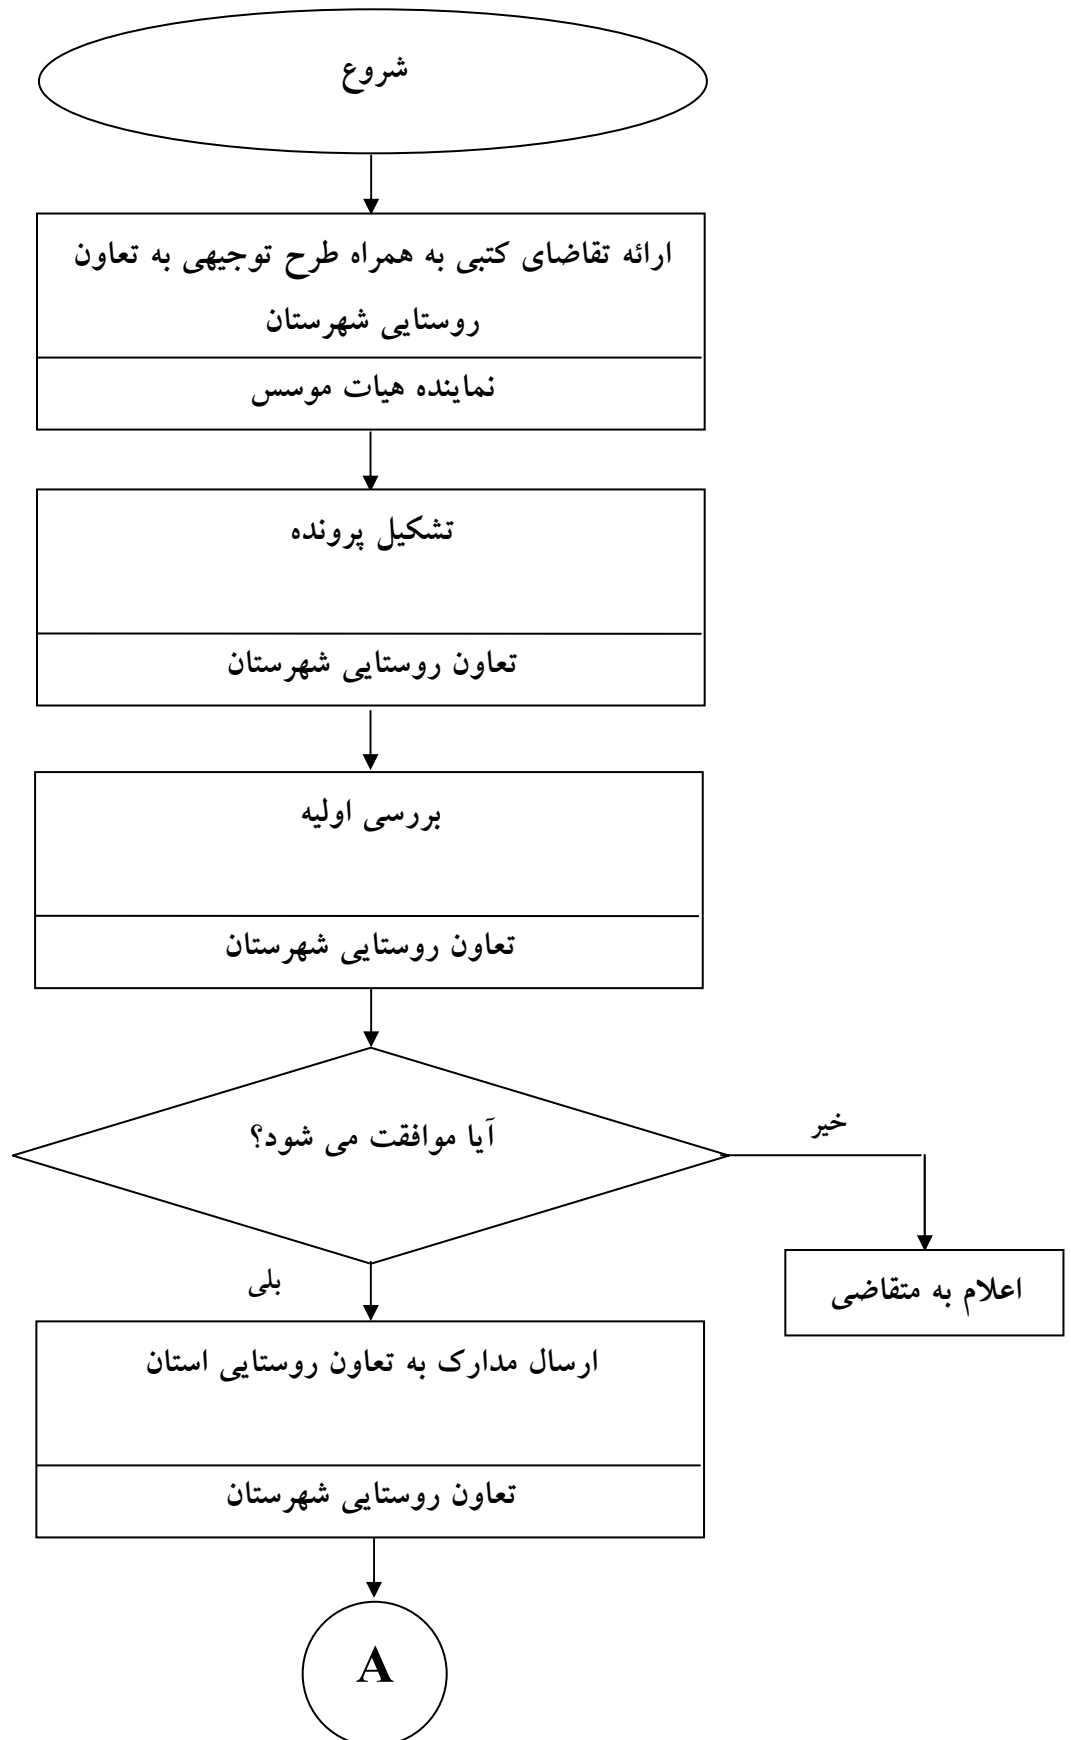 شروع
ارائه تقاضای کتبی به همراه طرح توجیهی به تعاون
روستایی شهرستان
نماینده هیات موسس
تشکیل پرونده
تعاون روستایی شهرستان
بررسی اولیه
تعاون روستایی شهرستان
آیا موافقت می شود؟
خیر
اعلام به متقاضی
بلی
ارسال مدارک به تعاون روستایی استان
تعاون روستایی شهرستان
A